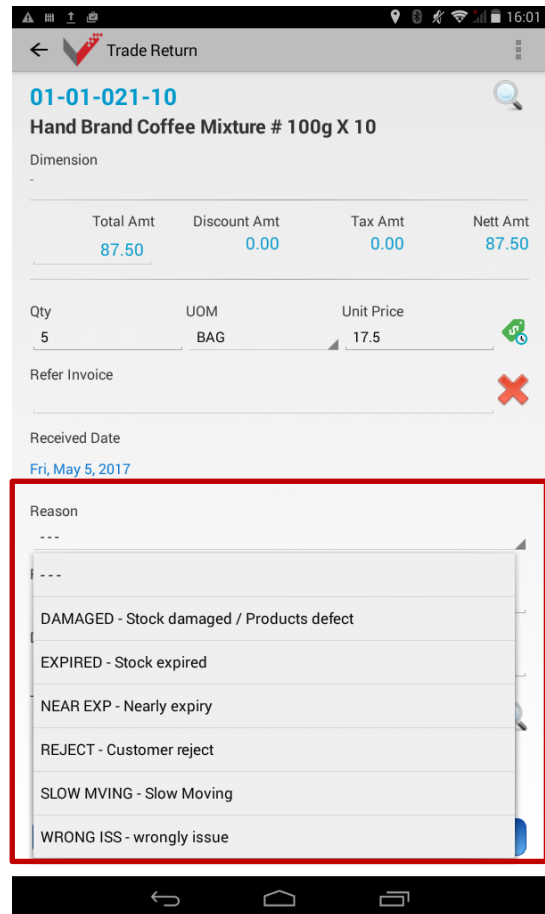 16:01
Trade Return
01-01-021-10
Hand Brand Coffee Mixture # 100g X 10
Dimension
-
Total Amt Discount Amt Tax Amt Nett Amt
87.50 0.00 0.00 87.50
Qty UOM Unit Price
5 BAG 17.5
Refer Invoice
Received Date
Fri, May 5, 2017
Reason
---
---
DAMAGED - Stock damaged / Products defect
EXPIRED - Stock expired
NEAR EXP - Nearly expiry
REJECT - Customer reject
SLOW MVING - Slow Moving
WRONG ISS - wrongly issue